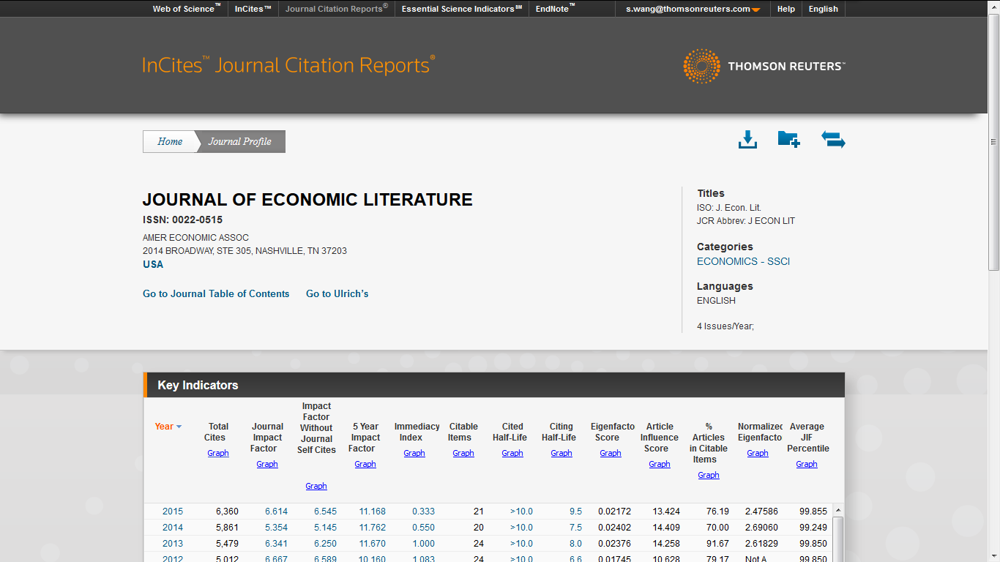 Web of Science™ InCites™ Journal Citation Reports® Essential Science Indicators℠ EndNote™ s.wang@thomsonreuters.com Help English
InCites™ Journal Citation Reports®
THOMSON REUTERS™
Home Journal Profile
JOURNAL OF ECONOMIC LITERATURE
ISSN: 0022-0515
AMER ECONOMIC ASSOC
2014 BROADWAY, STE 305, NASHVILLE, TN 37203
USA
Go to Journal Table of Contents Go to Ulrich's
Titles
ISO: J. Econ. Lit.
JCR Abbrev: J ECON LIT
Categories
ECONOMICS - SSCI
Languages
ENGLISH
4 Issues/Year;
Key Indicators
Year
Total
Cites
Graph
Journal
Impact
Factor
Graph
Impact
Factor
Without
Journal
Self Cites
Graph
5 Year
Impact
Factor
Graph
Immediacy
Index
Graph
Citable
Items
Graph
Cited
Half-Life
Graph
Citing
Half-Life
Graph
Eigenfacto
Score
Graph
Article
Influence
Score
Graph
%
Articles
in Citable
Items
Graph
Normalized
Eigenfacto
Graph
Average
JIF
Percentile
Graph
2015 6,360 6.614 6.545 11.168 0.333 21 >10.0 9.5 0.02172 13.424 76.19 2.47586 99.855
2014 5,861 5.354 5.145 11.762 0.550 20 >10.0 7.5 0.02402 14.409 70.00 2.69060 99.249
2013 5,479 6.341 6.250 11.670 1.000 24 >10.0 8.0 0.02376 14.258 91.67 2.61829 99.850
2012 5,012 6.667 6.589 10.160 1.083 24 >10.0 6.6 0.01745 10.628 79.17 Not A 99.850